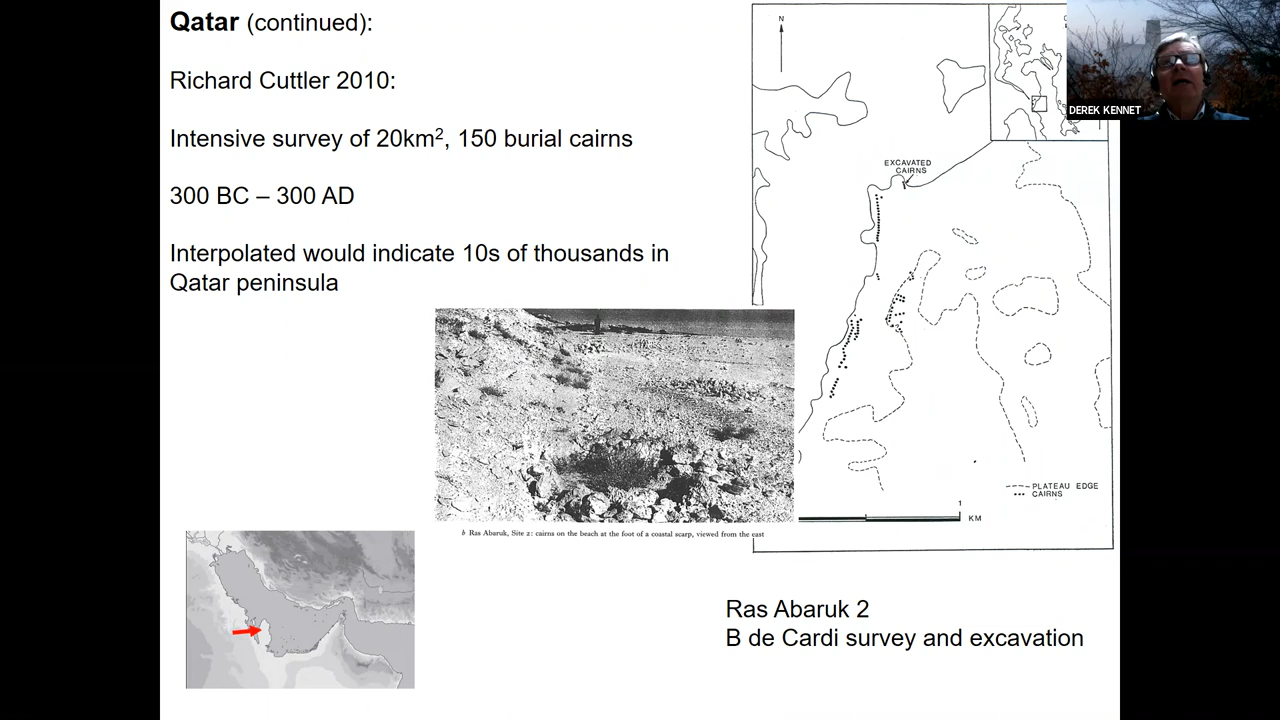 Qatar (continued):
Richard Cuttler 2010:
Intensive survey of 20km², 150 burial cairns
300 BC – 300 AD
Interpolated would indicate 10s of thousands in
Qatar peninsula
N
EXCAVATED
CAIRNS
PLATEAU EDGE
CAIRNS
1
KM
b Ras Abaruk, Site 2: cairns on the beach at the foot of a coastal scarp, viewed from the east
Ras Abaruk 2
B de Cardi survey and excavation
DEREK KENNET